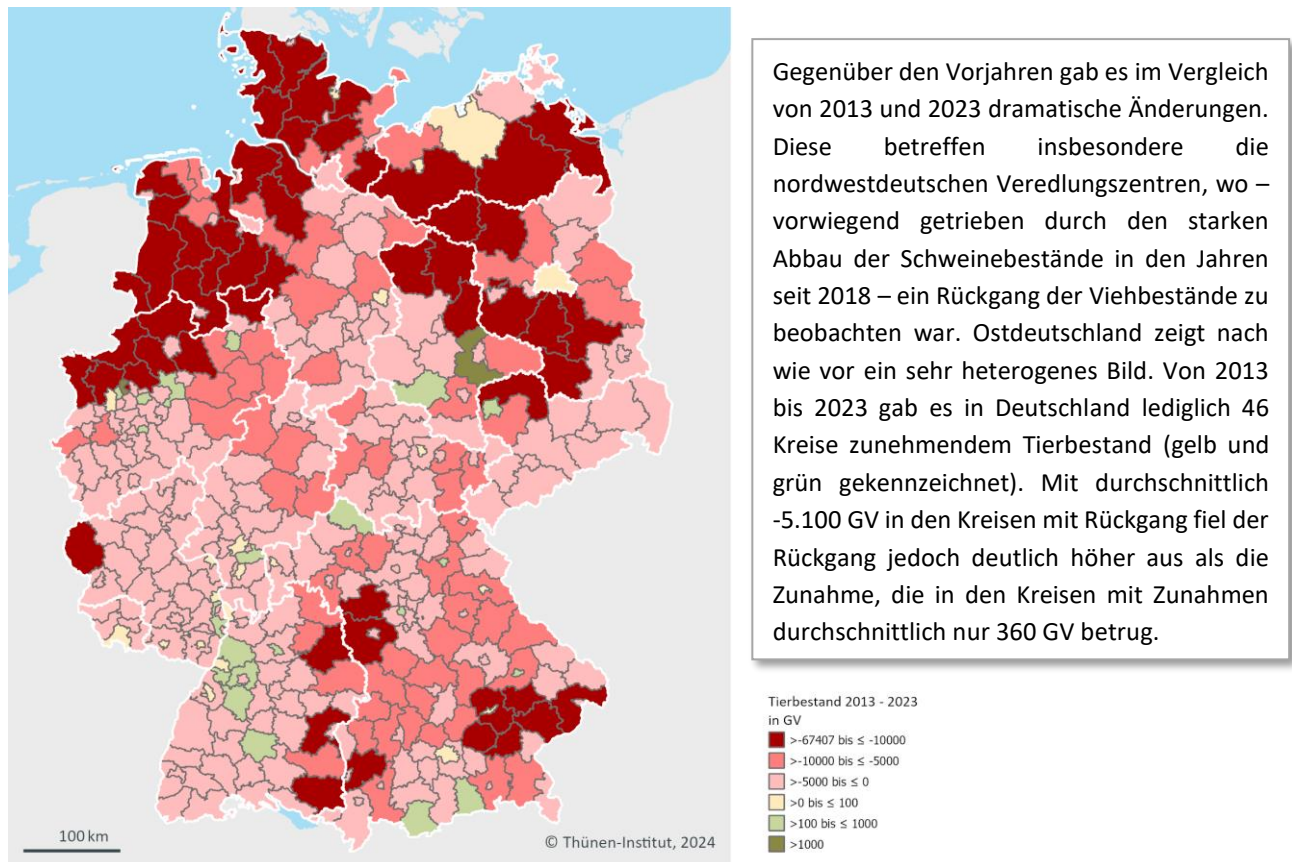 Gegenüber den Vorjahren gab es im Vergleich
von 2013 und 2023 dramatische Änderungen.
Diese betreffen insbesondere die
nordwestdeutschen Veredlungszentren, wo –
vorwiegend getrieben durch den starken
Abbau der Schweinebestände in den Jahren
seit 2018 – ein Rückgang der Viehbestände zu
beobachten war. Ostdeutschland zeigt nach
wie vor ein sehr heterogenes Bild. Von 2013
bis 2023 gab es in Deutschland lediglich 46
Kreise zunehmendem Tierbestand (gelb und
grün gekennzeichnet). Mit durchschnittlich
-5.100 GV in den Kreisen mit Rückgang fiel der
Rückgang jedoch deutlich höher aus als die
Zunahme, die in den Kreisen mit Zunahmen
durchschnittlich nur 360 GV betrug.
Tierbestand 2013 - 2023
in GV
>-67407 bis ≤ -10000
>-10000 bis ≤ -5000
>-5000 bis ≤ 0
>0 bis ≤ 100
>100 bis ≤ 1000
>1000
100 km
© Thünen-Institut, 2024